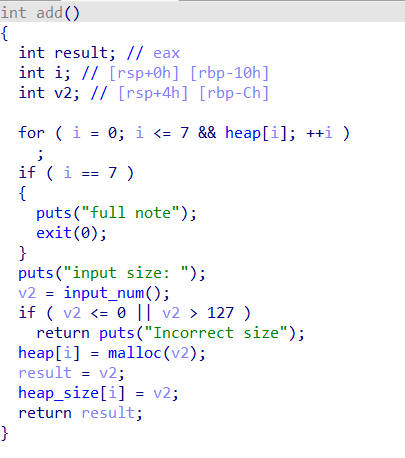 int add()
{
  int result; // eax
  int i; // [rsp+0h] [rbp-10h]
  int v2; // [rsp+4h] [rbp-Ch]

  for ( i = 0; i <= 7 && heap[i]; ++i )
    ;
  if ( i == 7 )
  {
    puts("full note");
    exit(0);
  }
  puts("input size: ");
  v2 = input_num();
  if ( v2 <= 0 || v2 > 127 )
    return puts("Incorrect size");
  heap[i] = malloc(v2);
  result = v2;
  heap_size[i] = v2;
  return result;
}